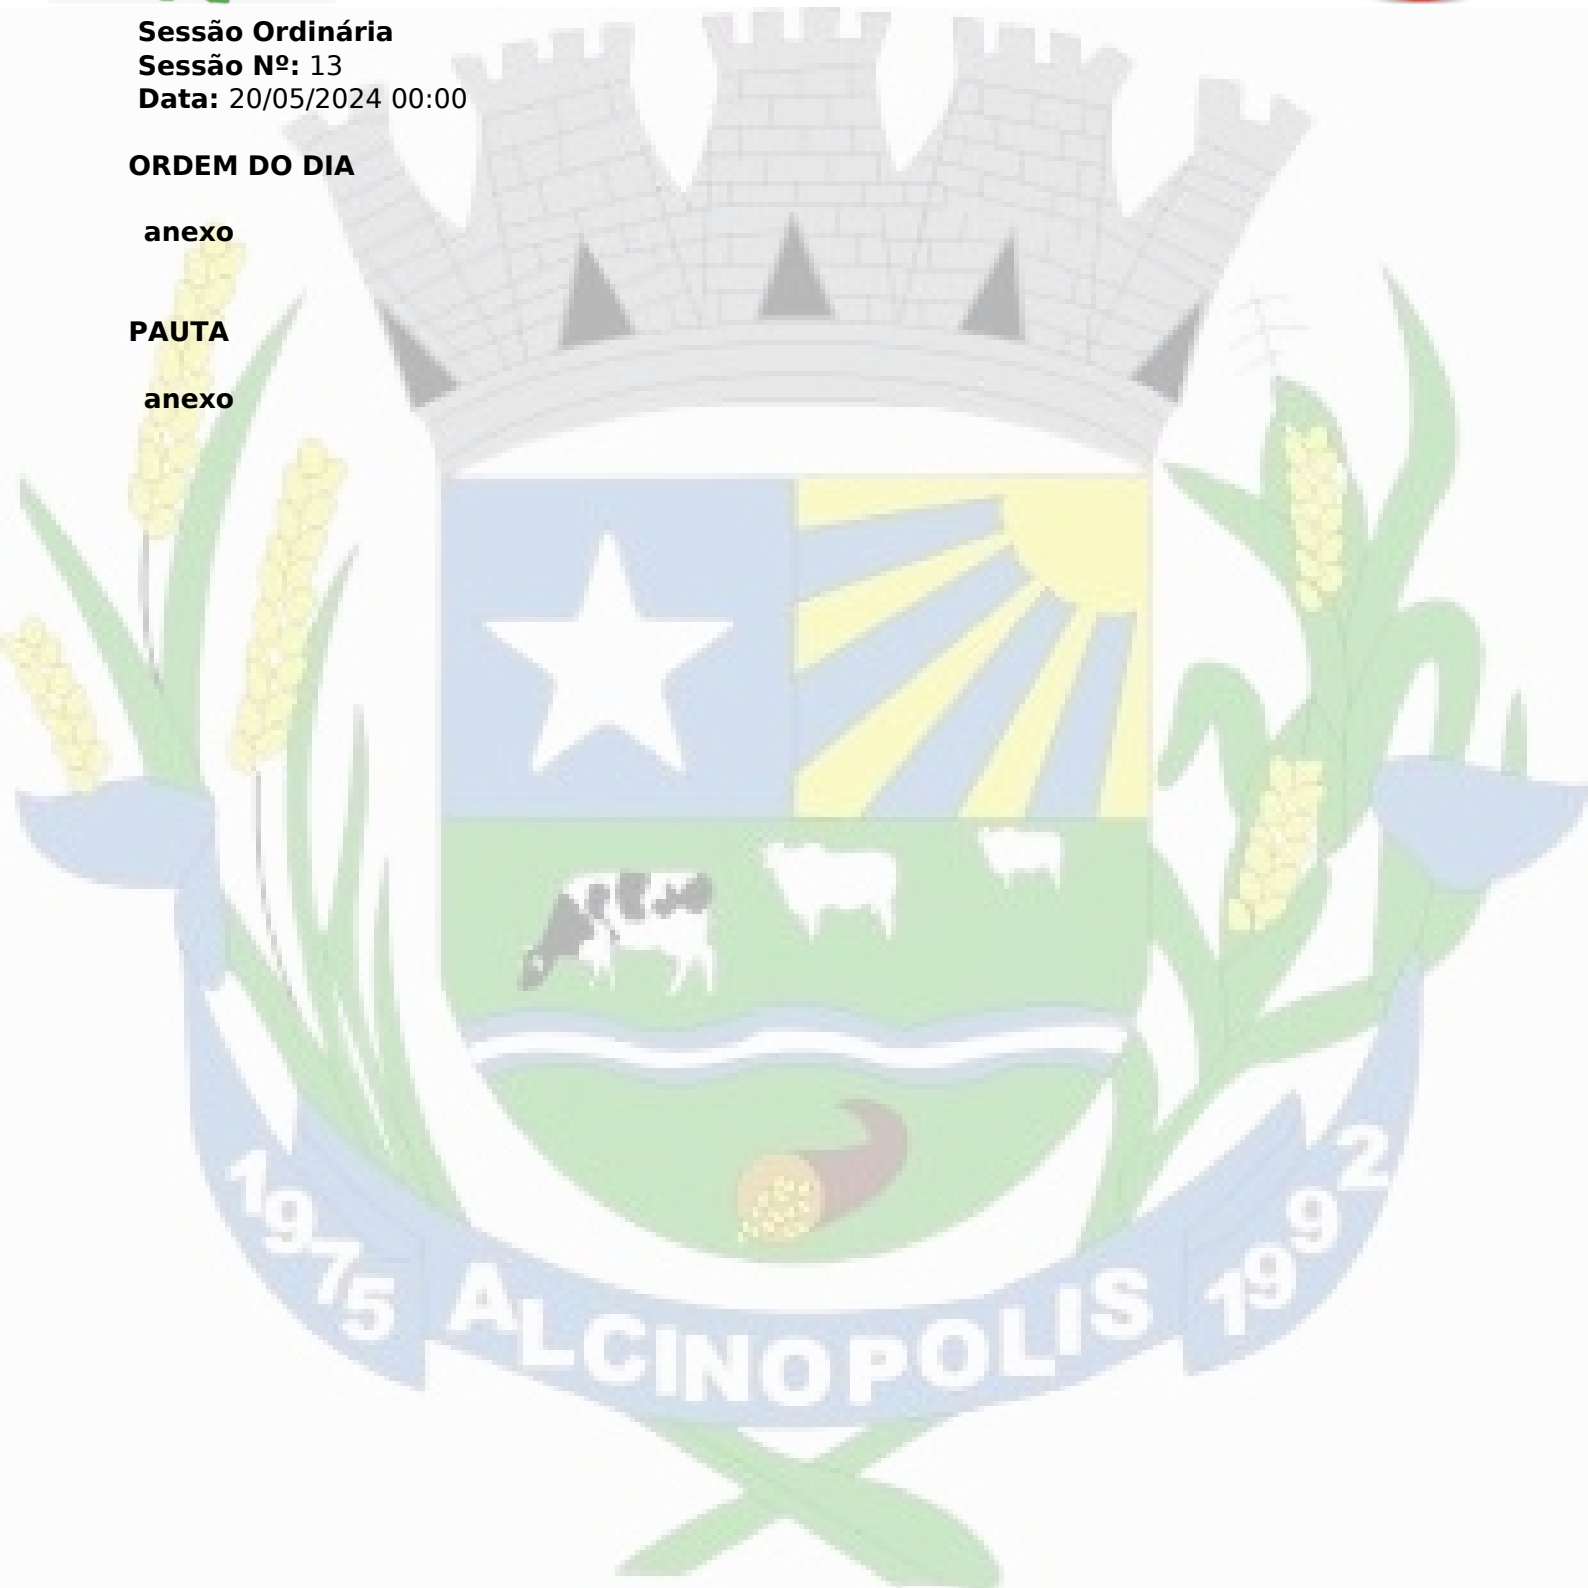 Sessão Ordinária
Sessão Nº: 13
Data: 20/05/2024 00:00
ORDEM DO DIA
anexo
PAUTA
anexo
1975 ALCINOPOLIS 1992